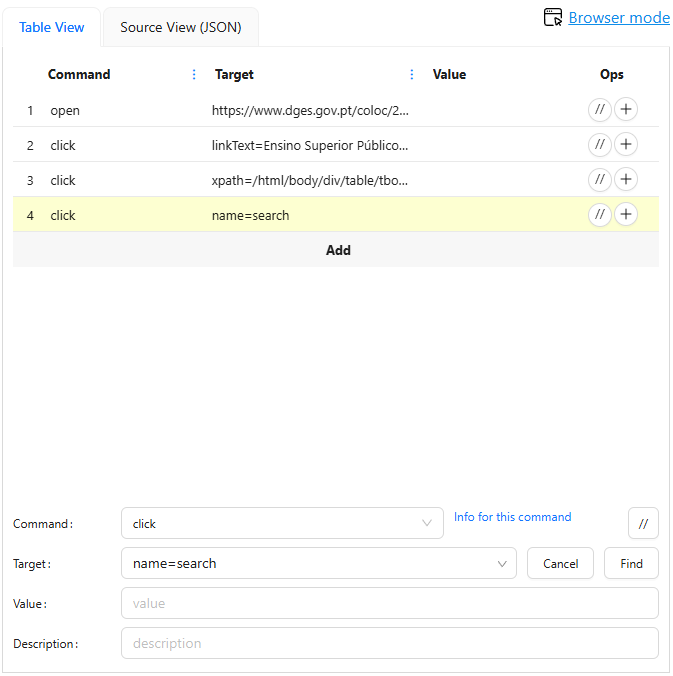 Table View Source View (JSON) Browser mode
Command Target Value Ops
1 open https://www.dges.gov.pt/coloc/2... // +
2 click linkText=Ensino Superior Público... // +
3 click xpath=/html/body/div/table/tbo... // +
4 click name=search // +
Add
Command: click Info for this command //
Target: name=search Cancel Find
Value: value
Description: description